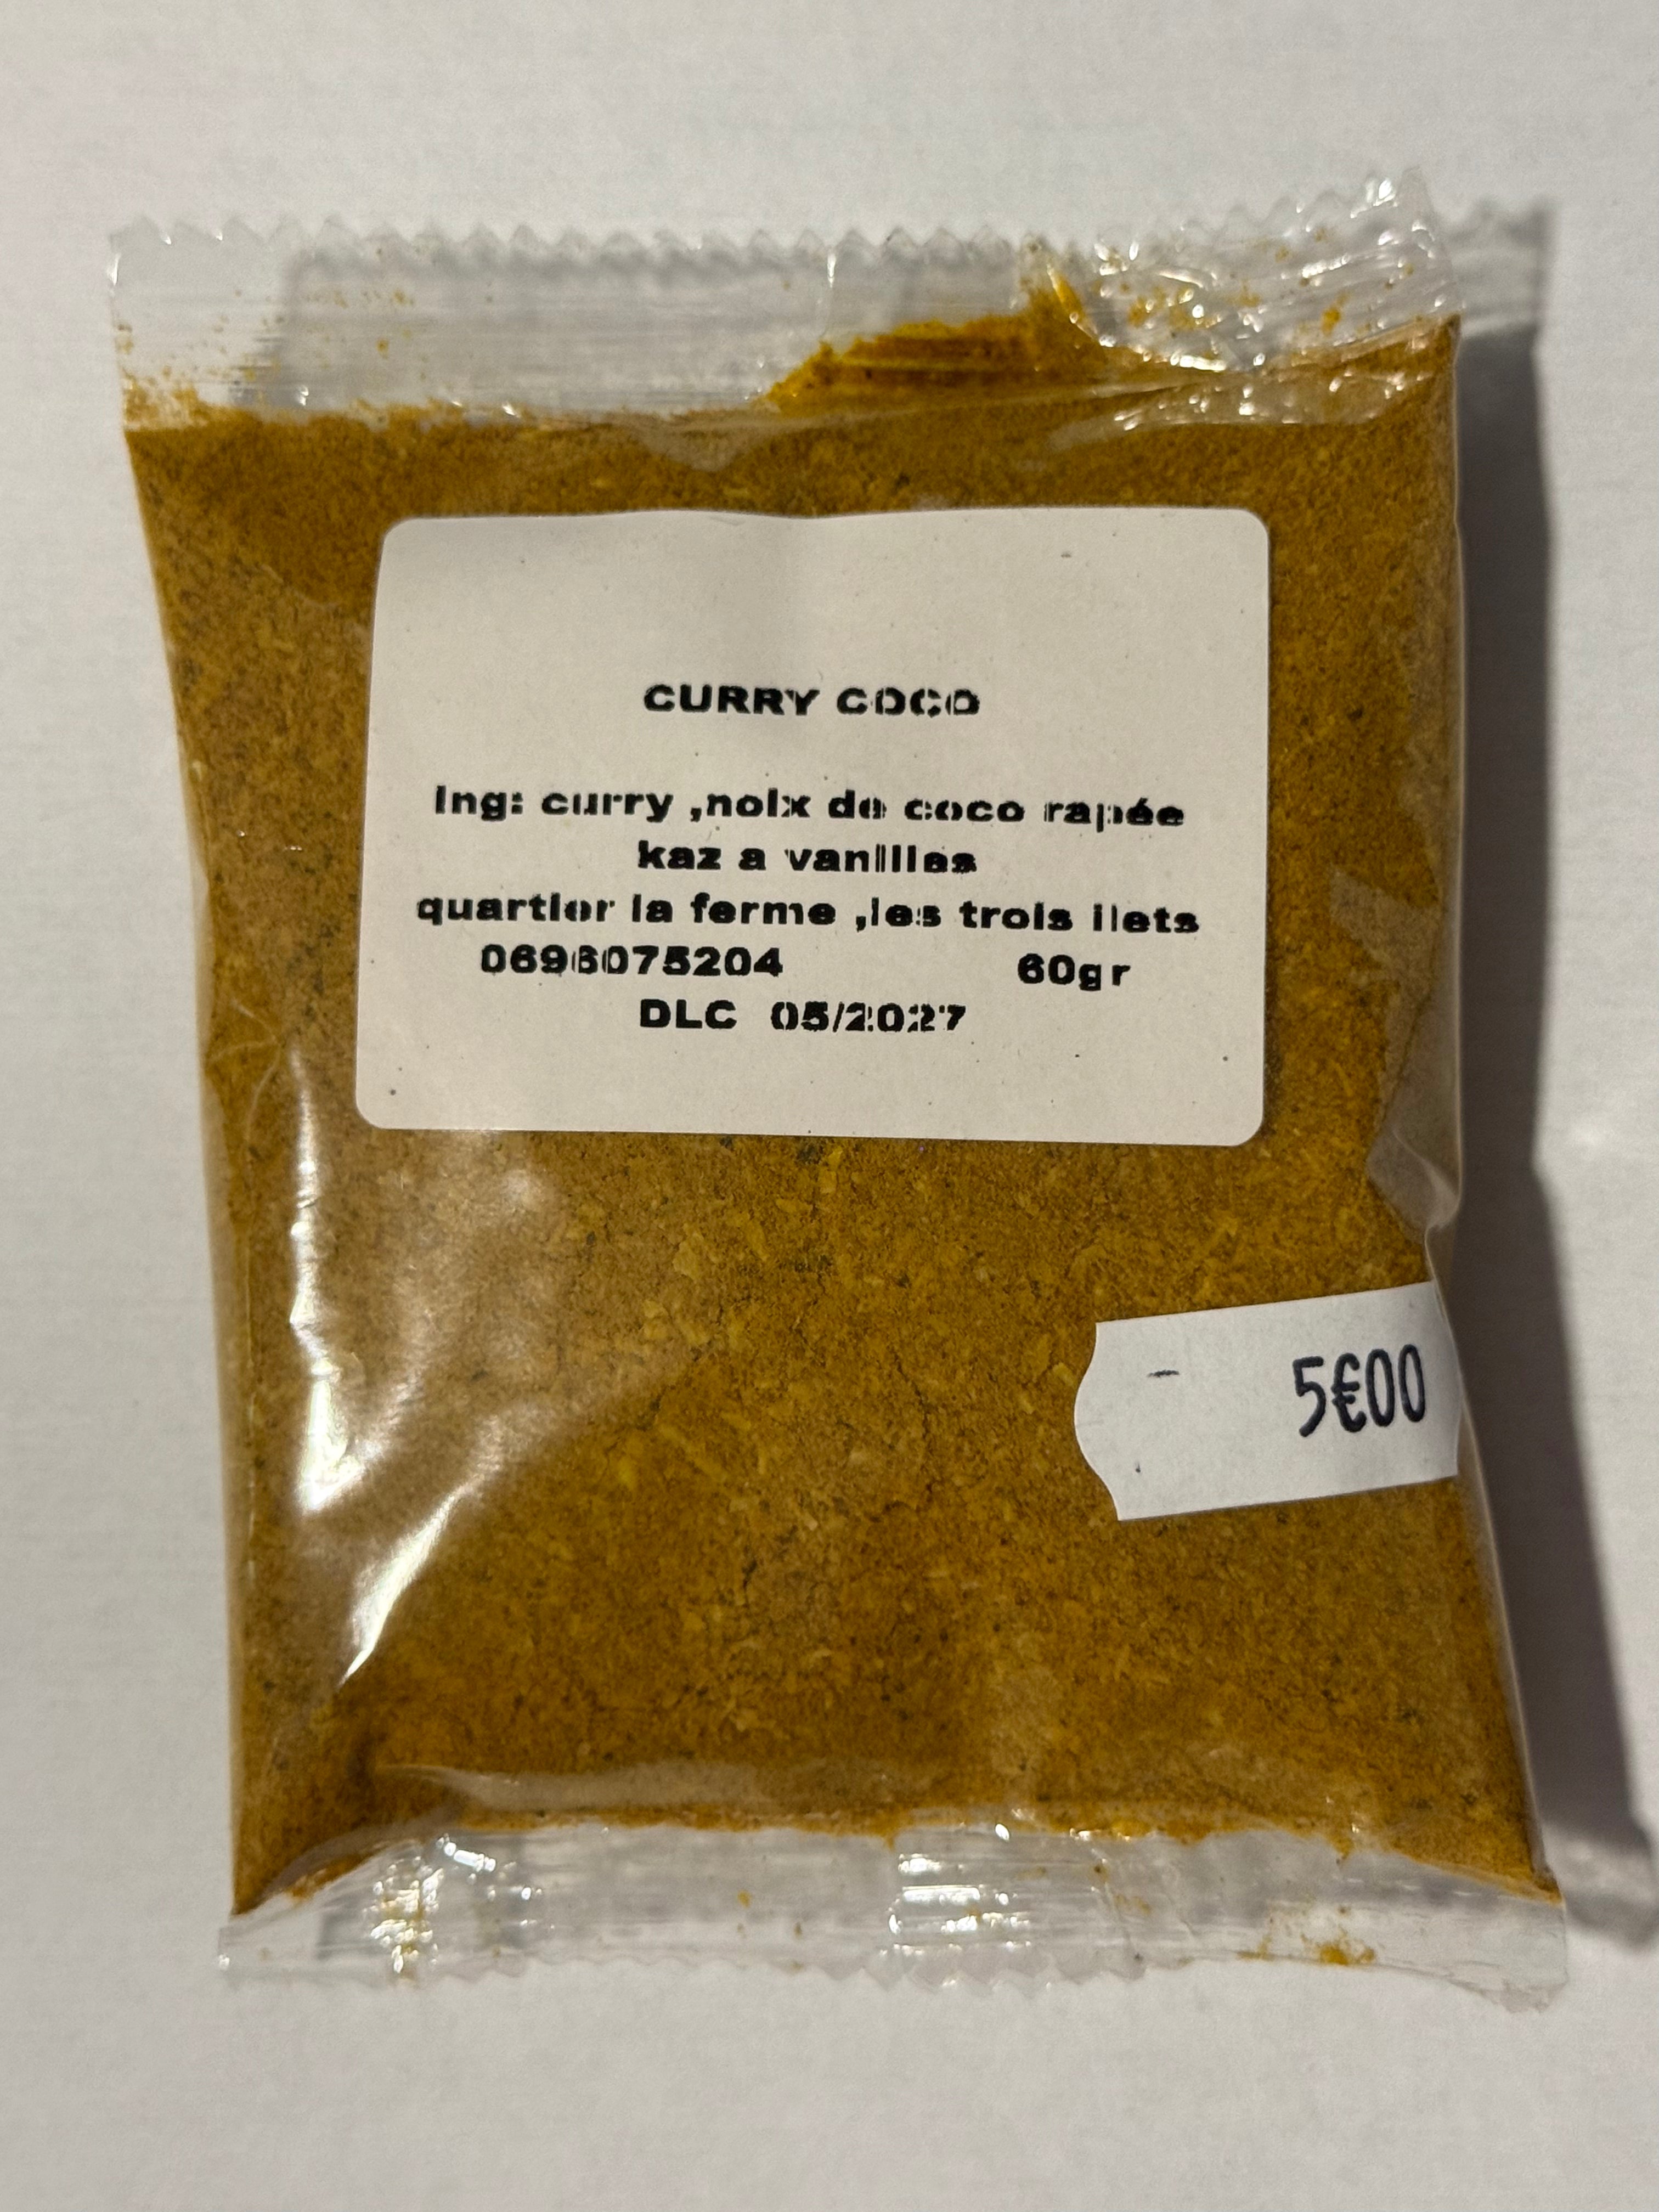 CURRY COCO
Ing: curry ,noix de coco rapée
kaz a vanilles
quartier la ferme ,les trois ilets
0696075204 60gr
DLC 05/2027
5€00